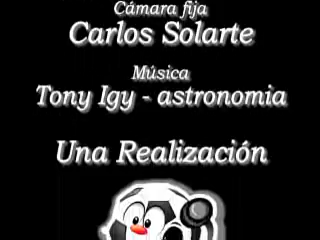 Cámara fija
Carlos Solarte
Música
Tony Igy - astronomia
Una Realización